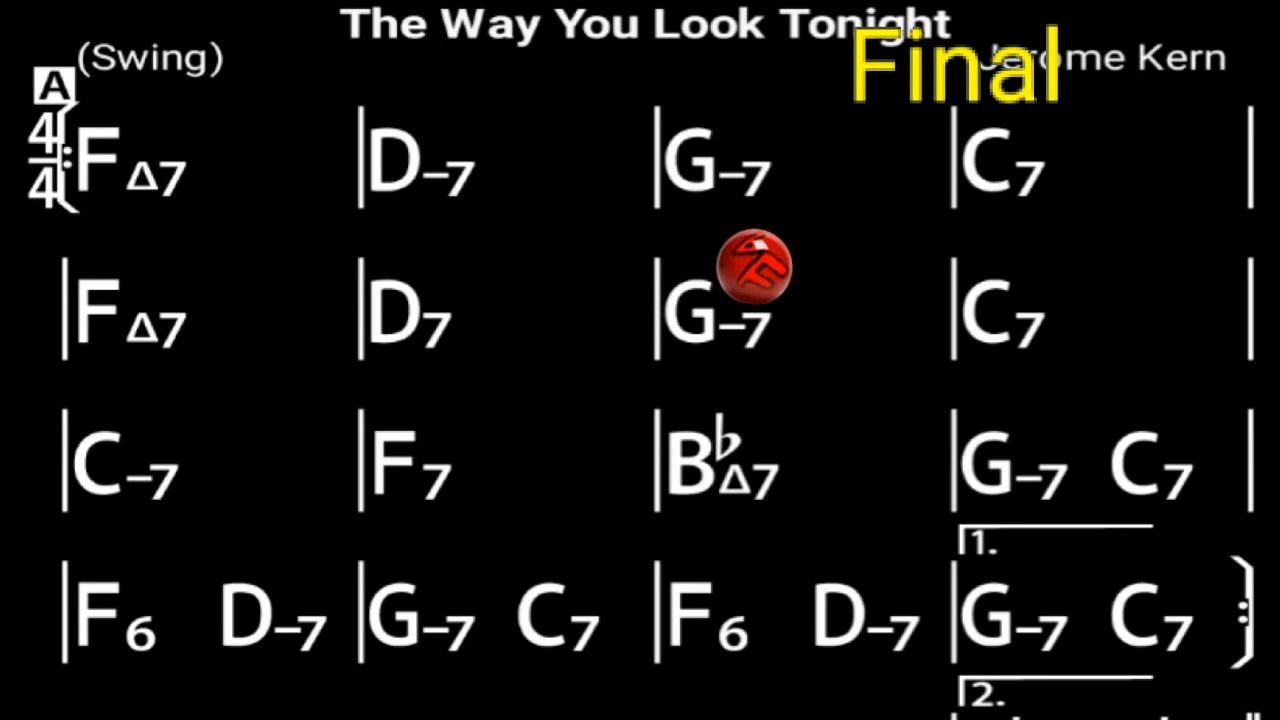 The Way You Look Tonight
Final
(Swing) Jerome Kern
A
4/4 FΔ7 D-7 G-7 C7
FΔ7 D7 G-7 C7
C-7 F7 B♭Δ7 G-7 C7
1.
F6 D-7 G-7 C7 F6 D-7 G-7 C7
2.